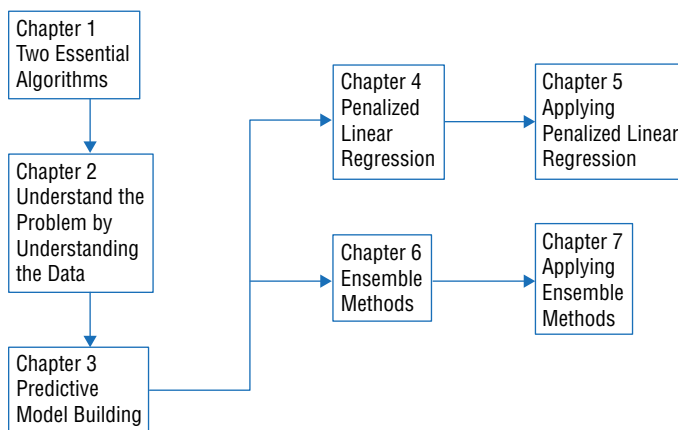 Chapter 1
Two Essential
Algorithms
Chapter 2
Understand the
Problem by
Understanding
the Data
Chapter 3
Predictive
Model Building
Chapter 4
Penalized
Linear
Regression
Chapter 5
Applying
Penalized Linear
Regression
Chapter 6
Ensemble
Methods
Chapter 7
Applying
Ensemble
Methods